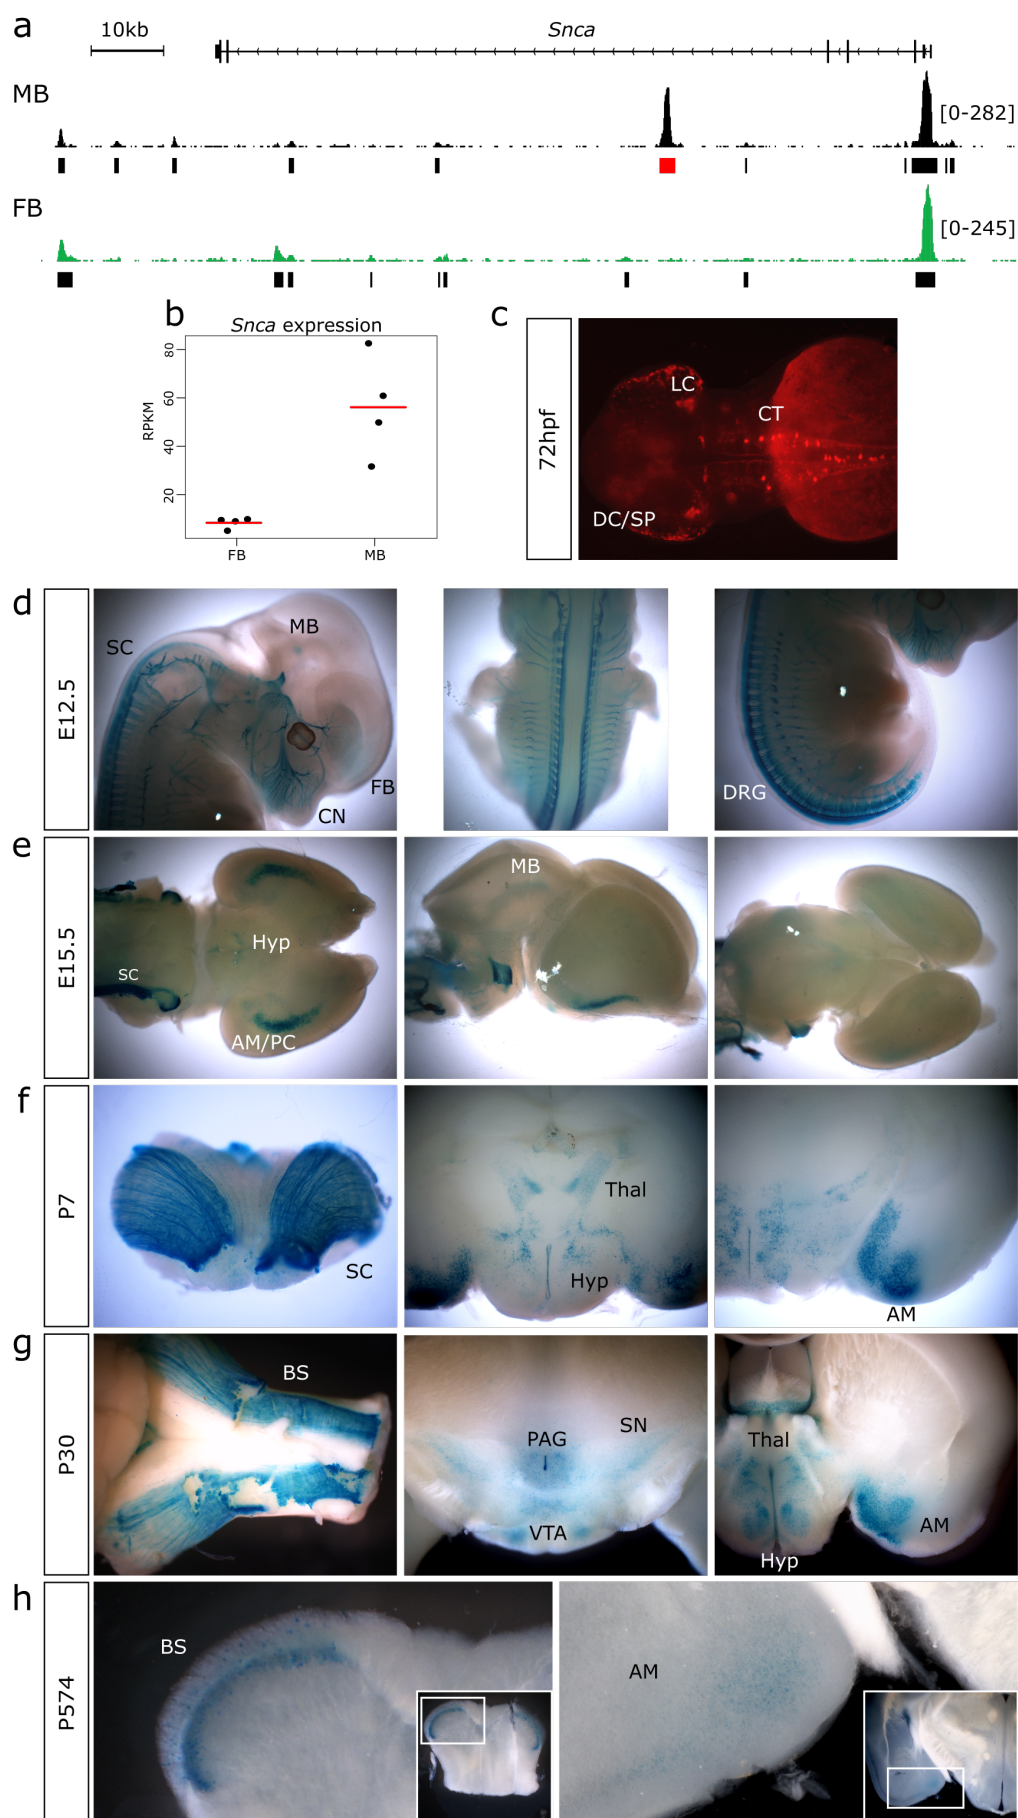 a
10kb
Snca
MB
[0-282]
FB
[0-245]
b
Snca expression
80
60
40
20
RPKM
FB
MB
c
72hpf
LC
CT
DC/SP
d
E12.5
SC
MB
FB
CN
DRG
e
E15.5
Hyp
SC
AM/PC
MB
f
P7
SC
Thal
Hyp
AM
g
P30
BS
PAG
SN
VTA
Thal
AM
Hyp
h
P574
BS
AM